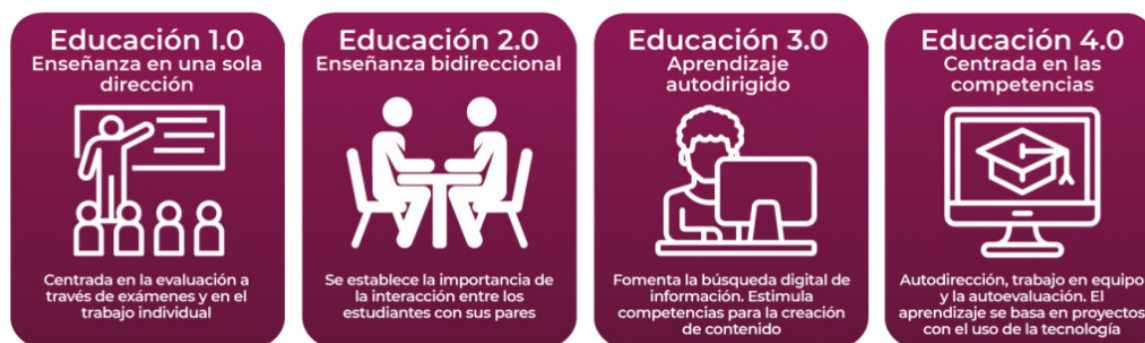 Educación 1.0
Enseñanza en una sola
dirección
Centrada en la evaluación a
través de exámenes y en el
trabajo individual
Educación 2.0
Enseñanza bidireccional
Se establece la importancia de
la interacción entre los
estudiantes con sus pares
Educación 3.0
Aprendizaje
autodirigido
Fomenta la búsqueda digital de
información. Estimula
competencias para la creación
de contenido
Educación 4.0
Centrada en las
competencias
Autodirección, trabajo en equipo
y la autoevaluación. El
aprendizaje se basa en proyectos
con el uso de la tecnología